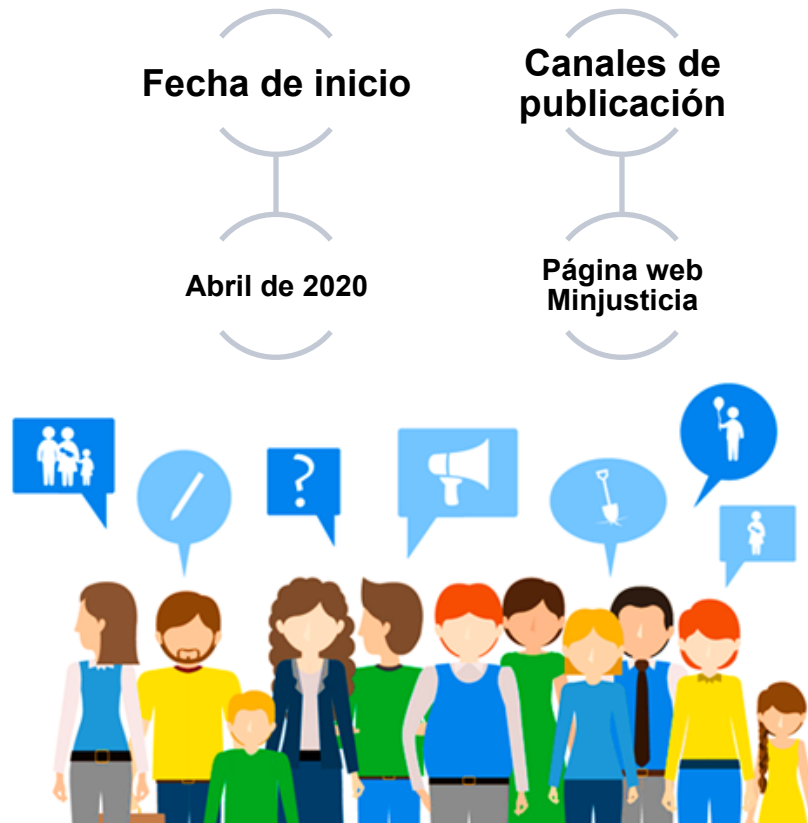 Fecha de inicio
Canales de
publicación
Abril de 2020
Página web
Minjusticia
?